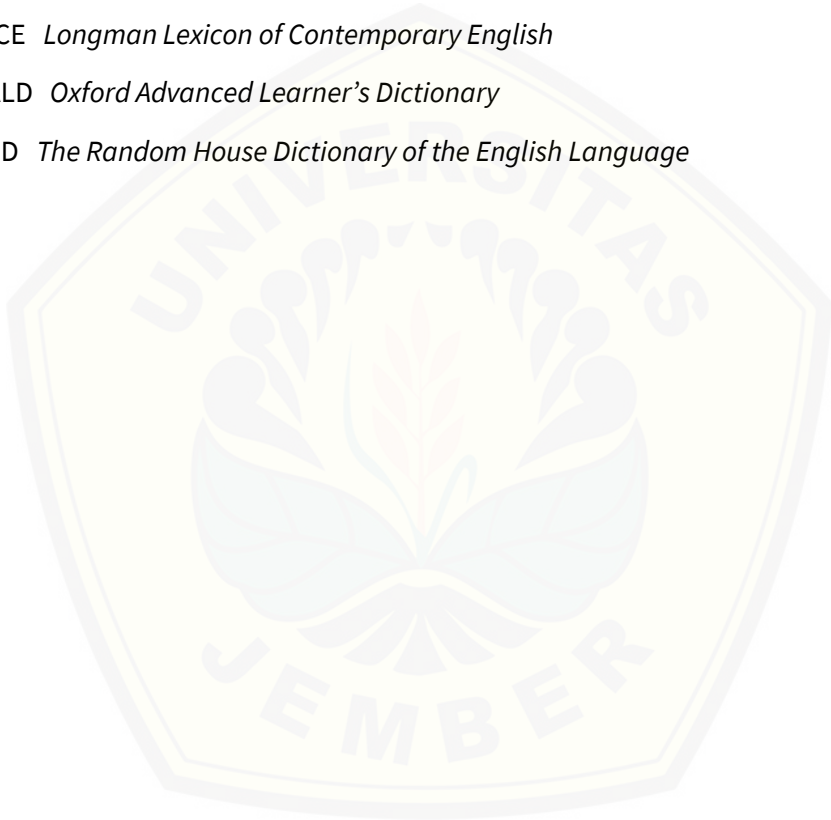 CE Longman Lexicon of Contemporary English
LD Oxford Advanced Learner’s Dictionary
D The Random House Dictionary of the English Language
UNIVERSITAS
JEMBER